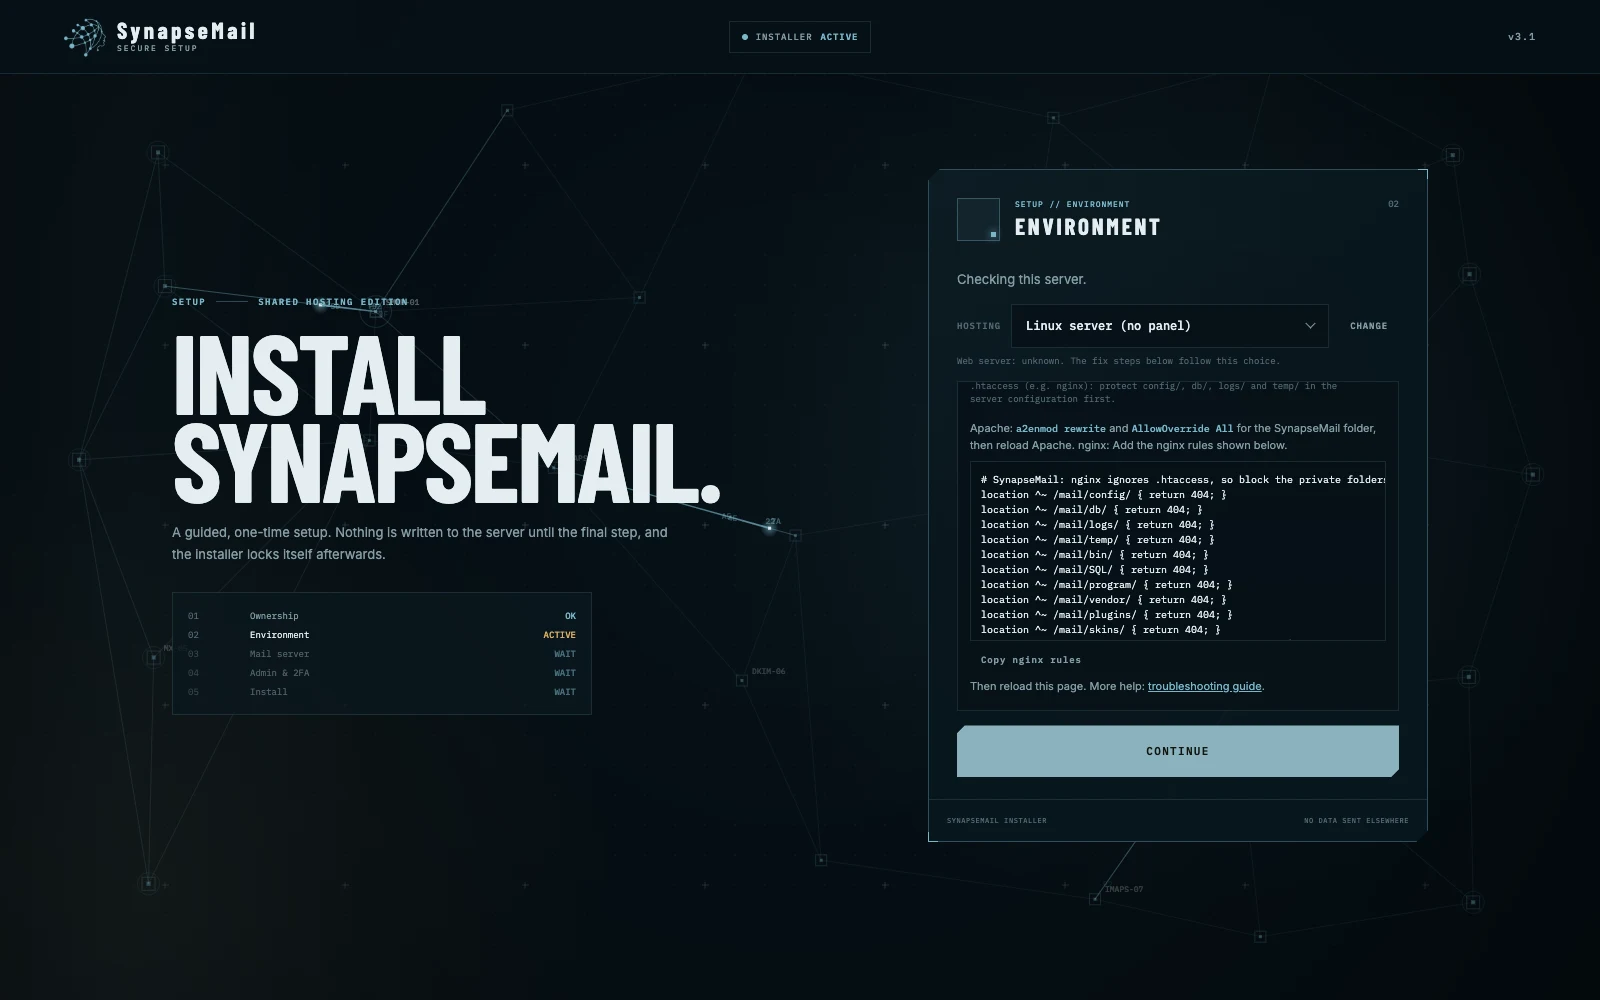 SynapseMail
SECURE SETUP
INSTALLER ACTIVE
v3.1
SETUP SHARED HOSTING EDITION
INSTALL
SYNAPSEMAIL.
A guided, one-time setup. Nothing is written to the server until the final step, and
the installer locks itself afterwards.
01 Ownership OK
02 Environment ACTIVE
03 Mail server WAIT
04 Admin & 2FA WAIT
05 Install WAIT
DKIM-06
IMAPS-07
SETUP // ENVIRONMENT
02
ENVIRONMENT
Checking this server.
HOSTING Linux server (no panel) CHANGE
Web server: unknown. The fix steps below follow this choice.
.htaccess (e.g. nginx): protect config/, db/, logs/ and temp/ in the
server configuration first.
Apache: a2enmod rewrite and AllowOverride All for the SynapseMail folder,
then reload Apache. nginx: Add the nginx rules shown below.
# SynapseMail: nginx ignores .htaccess, so block the private folders
location ^~ /mail/config/ { return 404; }
location ^~ /mail/db/ { return 404; }
location ^~ /mail/logs/ { return 404; }
location ^~ /mail/temp/ { return 404; }
location ^~ /mail/bin/ { return 404; }
location ^~ /mail/SQL/ { return 404; }
location ^~ /mail/program/ { return 404; }
location ^~ /mail/vendor/ { return 404; }
location ^~ /mail/plugins/ { return 404; }
location ^~ /mail/skins/ { return 404; }
Copy nginx rules
Then reload this page. More help: troubleshooting guide.
CONTINUE
SYNAPSEMAIL INSTALLER
NO DATA SENT ELSEWHERE